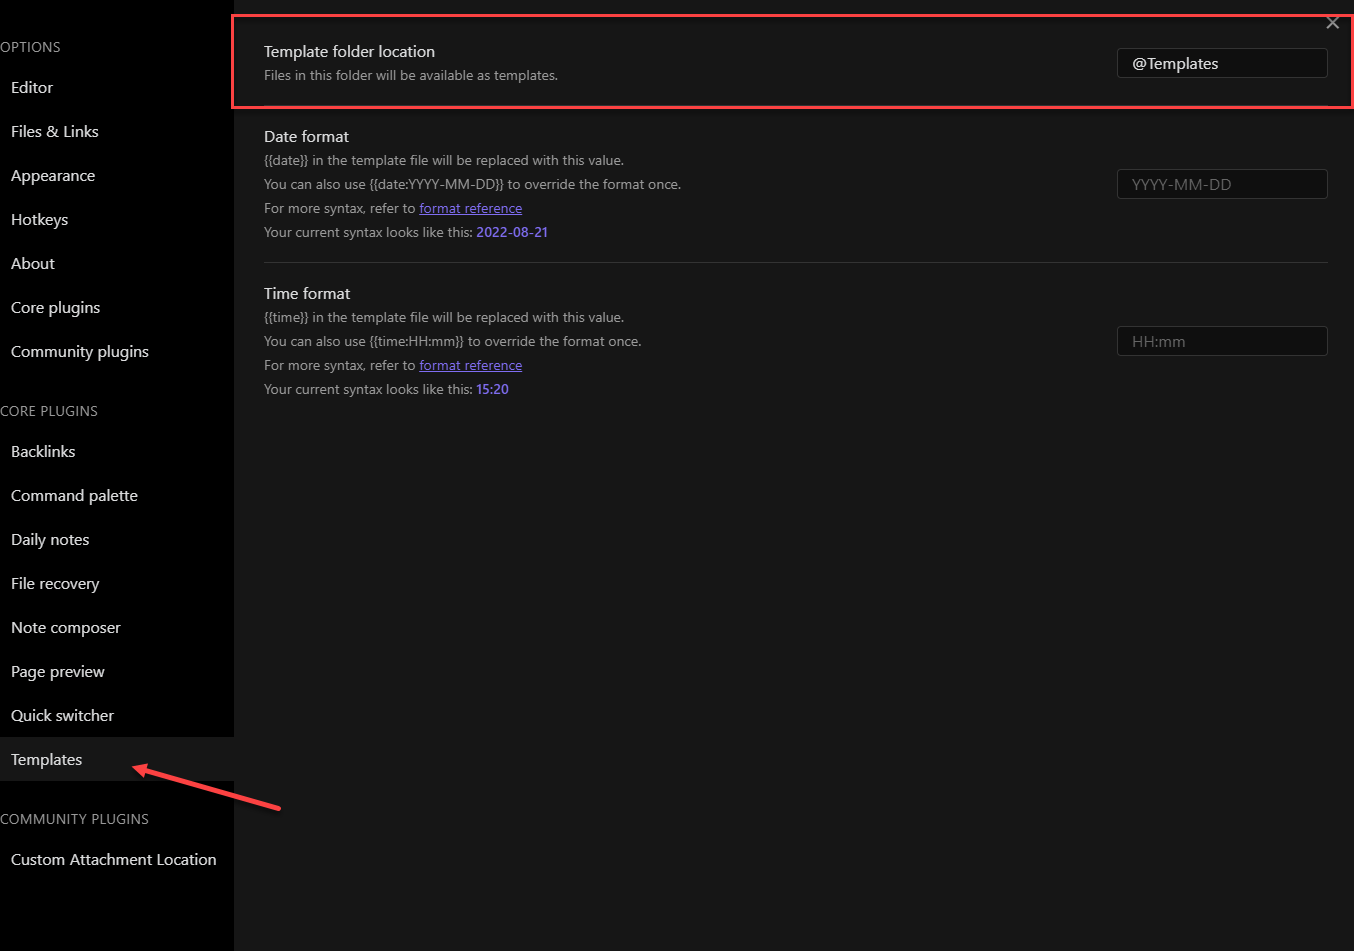 OPTIONS
Editor
Files & Links
Appearance
Hotkeys
About
Core plugins
Community plugins
CORE PLUGINS
Backlinks
Command palette
Daily notes
File recovery
Note composer
Page preview
Quick switcher
Templates
COMMUNITY PLUGINS
Custom Attachment Location
Template folder location
Files in this folder will be available as templates.
@Templates
Date format
{{date}} in the template file will be replaced with this value.
You can also use {{date:YYYY-MM-DD}} to override the format once.
For more syntax, refer to format reference
Your current syntax looks like this: 2022-08-21
YYYY-MM-DD
Time format
{{time}} in the template file will be replaced with this value.
You can also use {{time:HH:mm}} to override the format once.
For more syntax, refer to format reference
Your current syntax looks like this: 15:20
HH:mm